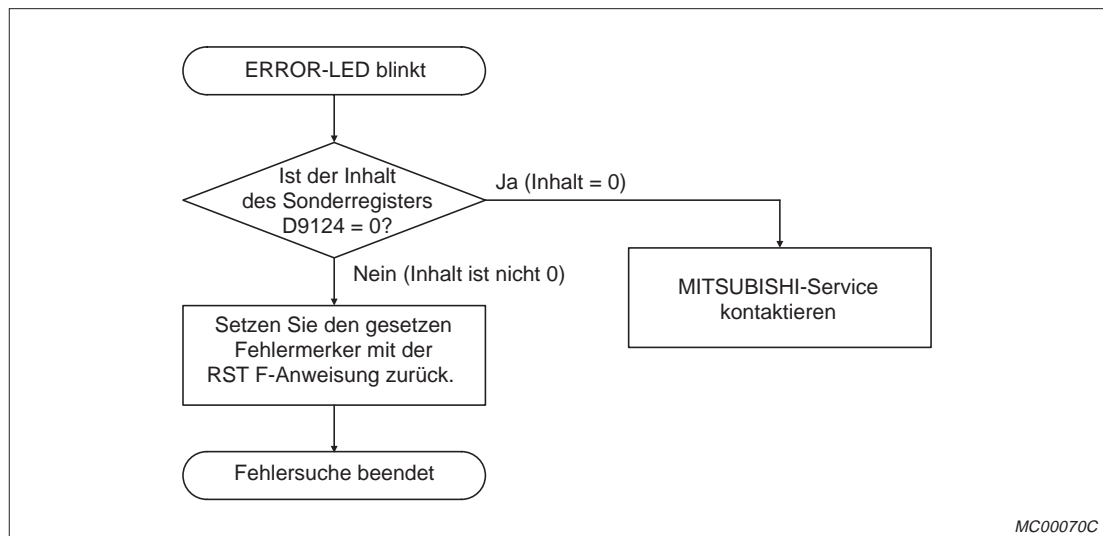 ERROR-LED blinkt
Ist der Inhalt
des Sonderregisters
D9124 = 0?
Ja (Inhalt = 0)
Nein (Inhalt ist nicht 0)
MITSUBISHI-Service
kontaktieren
Setzen Sie den gesetzen
Fehlermerker mit der
RST F-Anweisung zurück.
Fehlersuche beendet
MC00070C